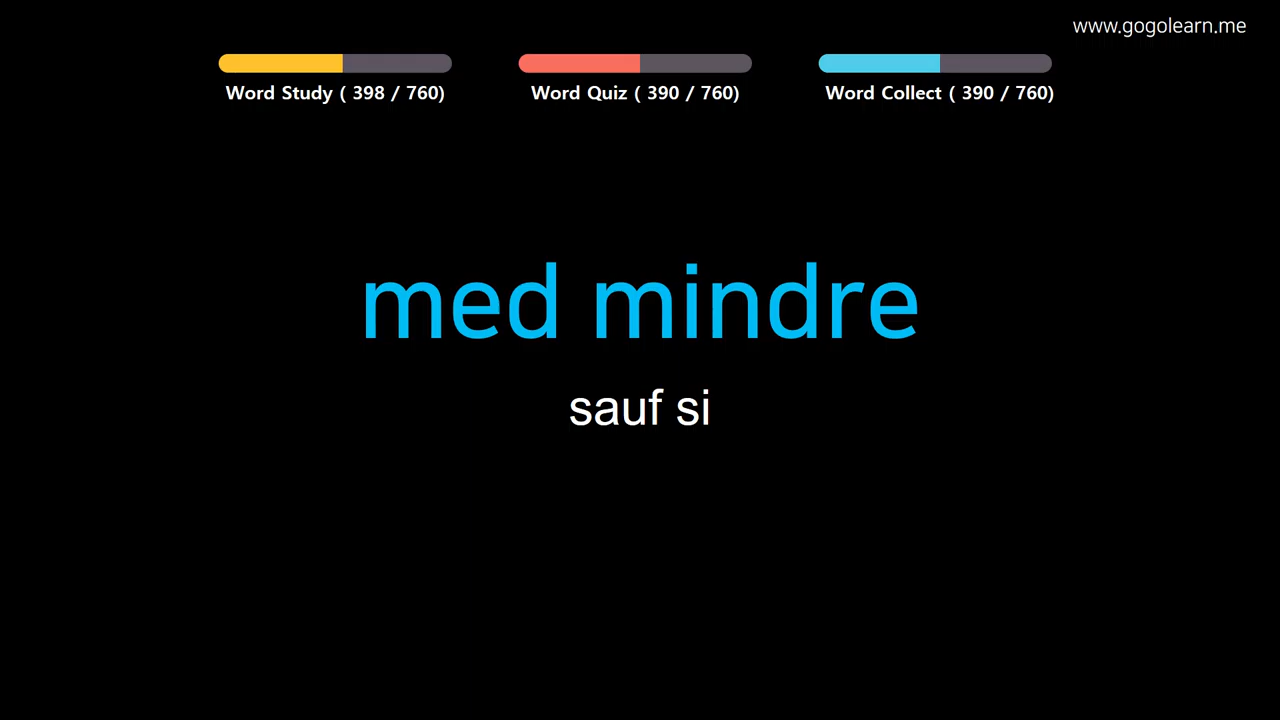 www.gogolearn.me
Word Study ( 398 / 760)
Word Quiz ( 390 / 760)
Word Collect ( 390 / 760)
med mindre
sauf si